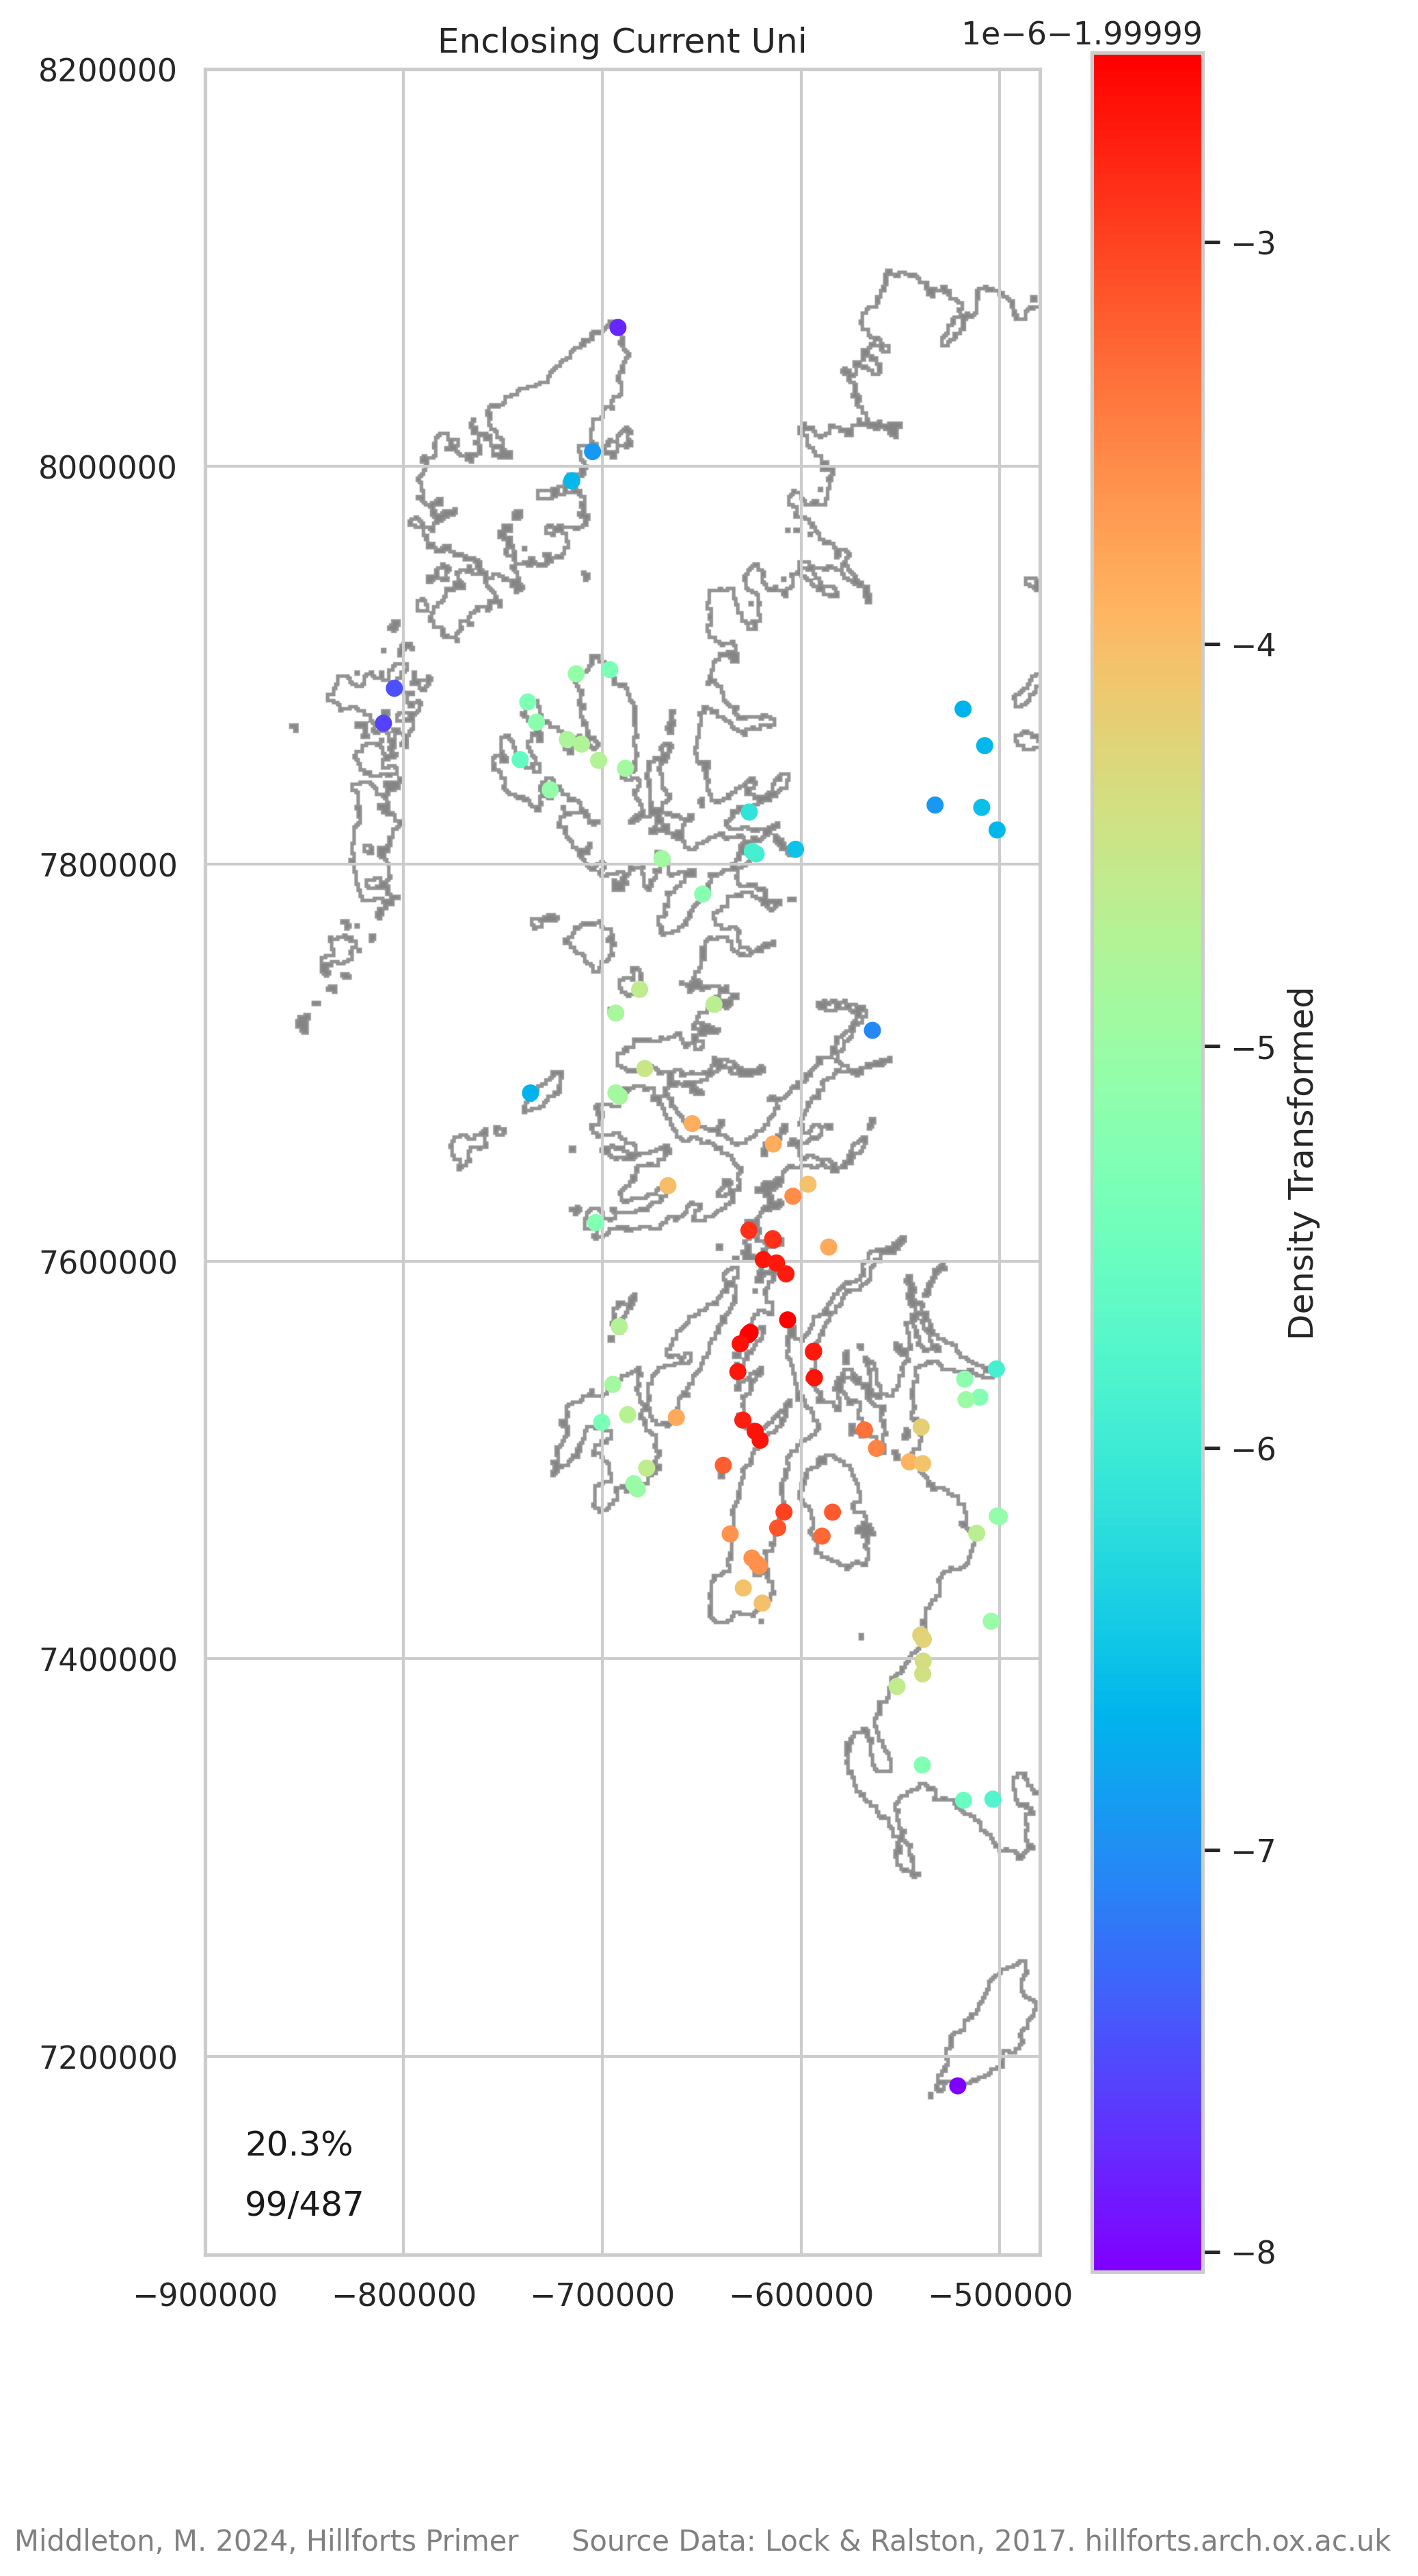 Enclosing Current Uni
1e−6−1.99999
8200000
8000000
7800000
7600000
7400000
7200000
−3
−4
−5
−6
−7
−8
Density Transformed
20.3%
99/487
−900000 −800000 −700000 −600000 −500000
Middleton, M. 2024, Hillforts Primer Source Data: Lock & Ralston, 2017. hillforts.arch.ox.ac.uk